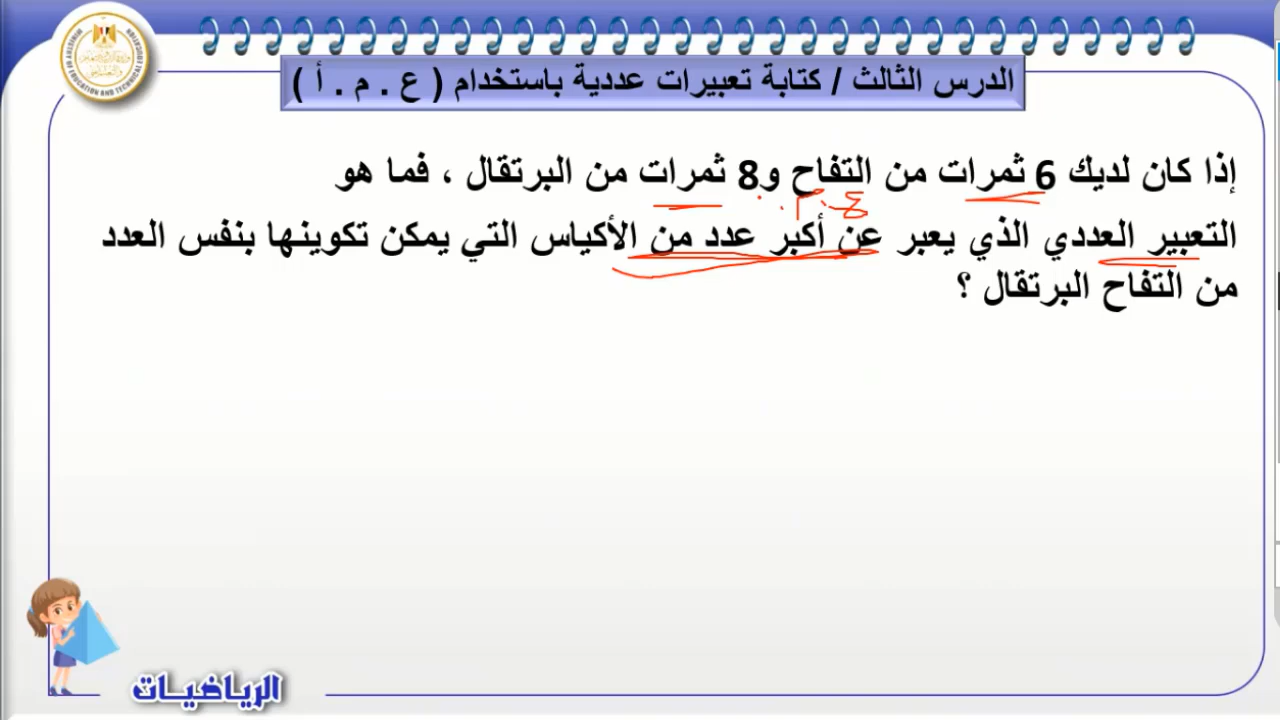 الدرس الثالث / كتابة تعبيرات عددية باستخدام ( ع . م . أ )
إذا كان لديك 6 ثمرات من التفاح و8 ثمرات من البرتقال ، فما هو
ع . م .
التعبير العددي الذي يعبر عن أكبر عدد من الأكياس التي يمكن تكوينها بنفس العدد
من التفاح البرتقال ؟
الرياضيات